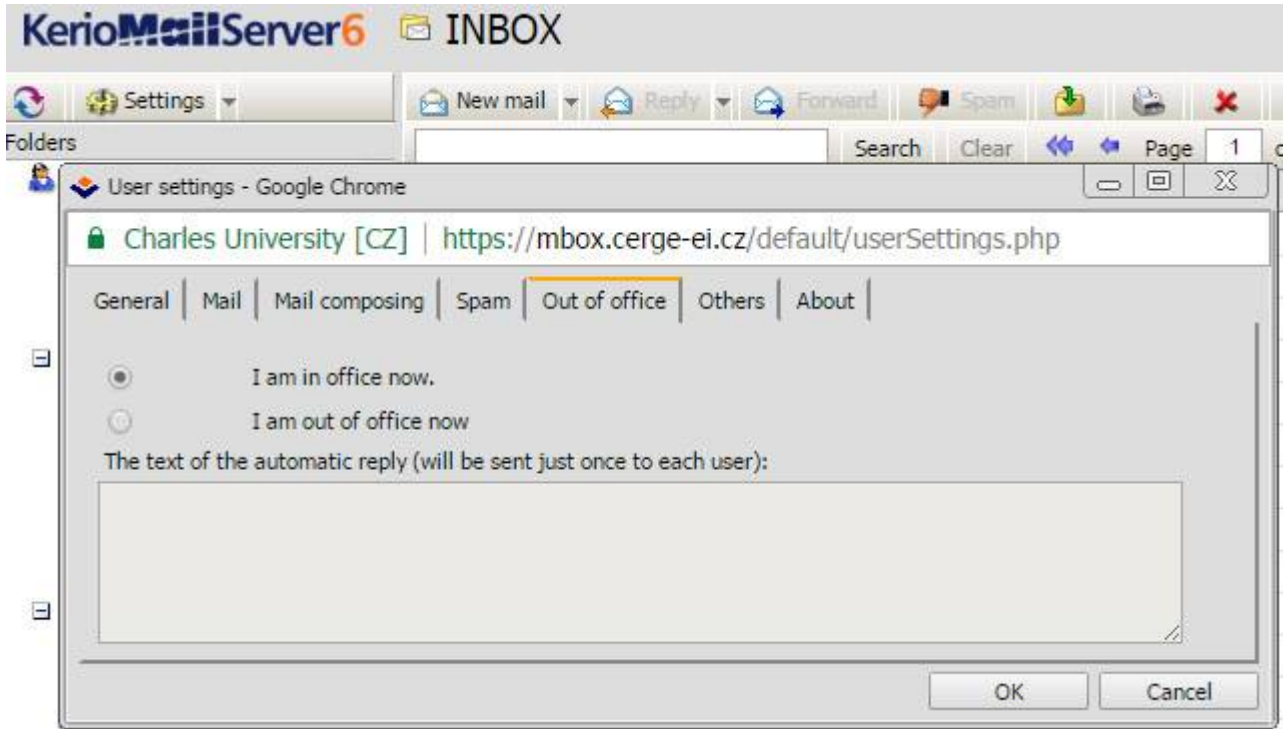 KerioMailServer6 INBOX
Settings New mail Reply Forward Spam
Folders Search Clear Page 1
User settings - Google Chrome
Charles University [CZ] | https://mbox.cerge-ei.cz/default/userSettings.php
General Mail Mail composing Spam Out of office Others About
I am in office now.
I am out of office now
The text of the automatic reply (will be sent just once to each user):
OK Cancel